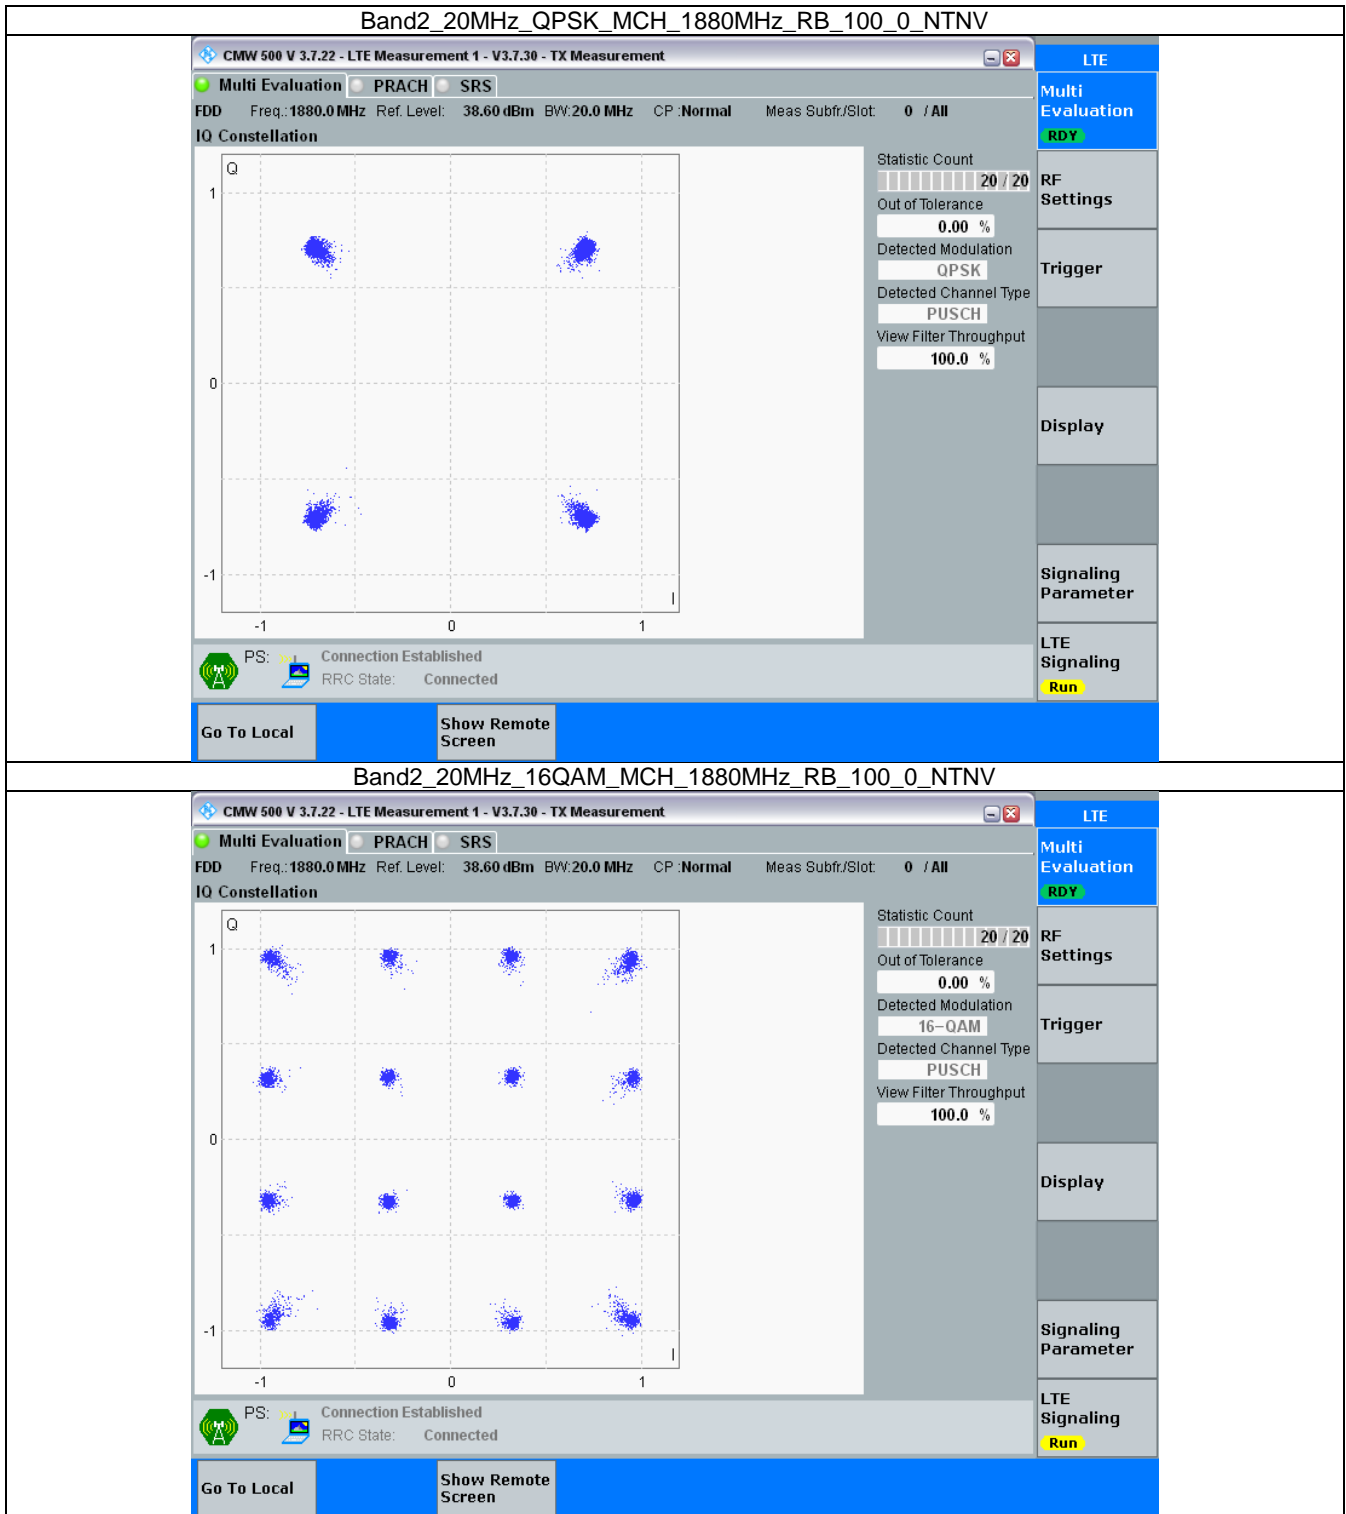 Band2_20MHz_QPSK_MCH_1880MHz_RB_100_0_NTNV
CMW 500 V 3.7.22 - LTE Measurement 1 - V3.7.30 - TX Measurement
LTE
Multi Evaluation PRACH SRS
Multi
Evaluation
RDY
FDD Freq.: 1880.0 MHz Ref. Level: 38.60 dBm BW: 20.0 MHz CP : Normal Meas Subfr./Slot: 0 / All
IQ Constellation
Q
1
0
-1
-1 0 1
I
Statistic Count
20 / 20
Out of Tolerance
0.00 %
Detected Modulation
QPSK
Detected Channel Type
PUSCH
View Filter Throughput
100.0 %
RF
Settings
Trigger
Display
Signaling
Parameter
LTE
Signaling
Run
PS: Connection Established
RRC State: Connected
Go To Local
Show Remote
Screen
Band2_20MHz_16QAM_MCH_1880MHz_RB_100_0_NTNV
CMW 500 V 3.7.22 - LTE Measurement 1 - V3.7.30 - TX Measurement
LTE
Multi Evaluation PRACH SRS
Multi
Evaluation
RDY
FDD Freq.: 1880.0 MHz Ref. Level: 38.60 dBm BW: 20.0 MHz CP : Normal Meas Subfr./Slot: 0 / All
IQ Constellation
Q
1
0
-1
-1 0 1
I
Statistic Count
20 / 20
Out of Tolerance
0.00 %
Detected Modulation
16-QAM
Detected Channel Type
PUSCH
View Filter Throughput
100.0 %
RF
Settings
Trigger
Display
Signaling
Parameter
LTE
Signaling
Run
PS: Connection Established
RRC State: Connected
Go To Local
Show Remote
Screen